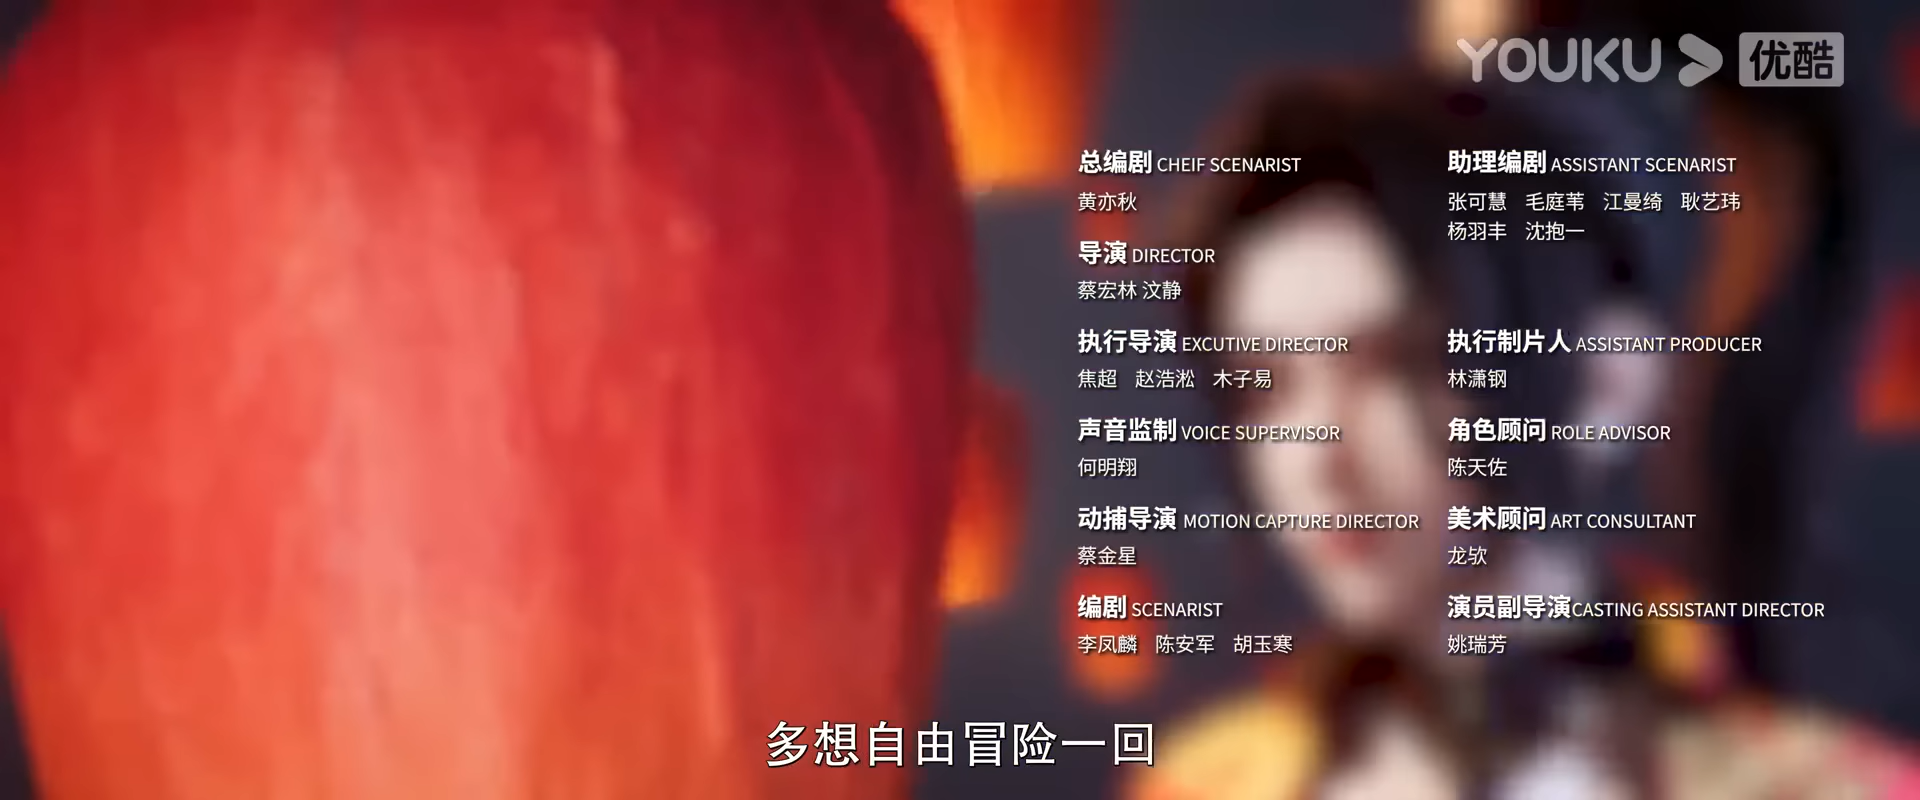 YOUKU 优酷
总编剧 CHEIF SCENARIST
黄亦秋
导演 DIRECTOR
蔡宏林 汶静
执行导演 EXCUTIVE DIRECTOR
焦超 赵浩淞 木子易
声音监制 VOICE SUPERVISOR
何明翔
动捕导演 MOTION CAPTURE DIRECTOR
蔡金星
编剧 SCENARIST
李凤麟 陈安军 胡玉寒
助理编剧 ASSISTANT SCENARIST
张可慧 毛庭苇 江曼绮 耿艺玮
杨羽丰 沈抱一
执行制片人 ASSISTANT PRODUCER
林潇钢
角色顾问 ROLE ADVISOR
陈天佐
美术顾问 ART CONSULTANT
龙欤
演员副导演CASTING ASSISTANT DIRECTOR
姚瑞芳
多想自由冒险一回